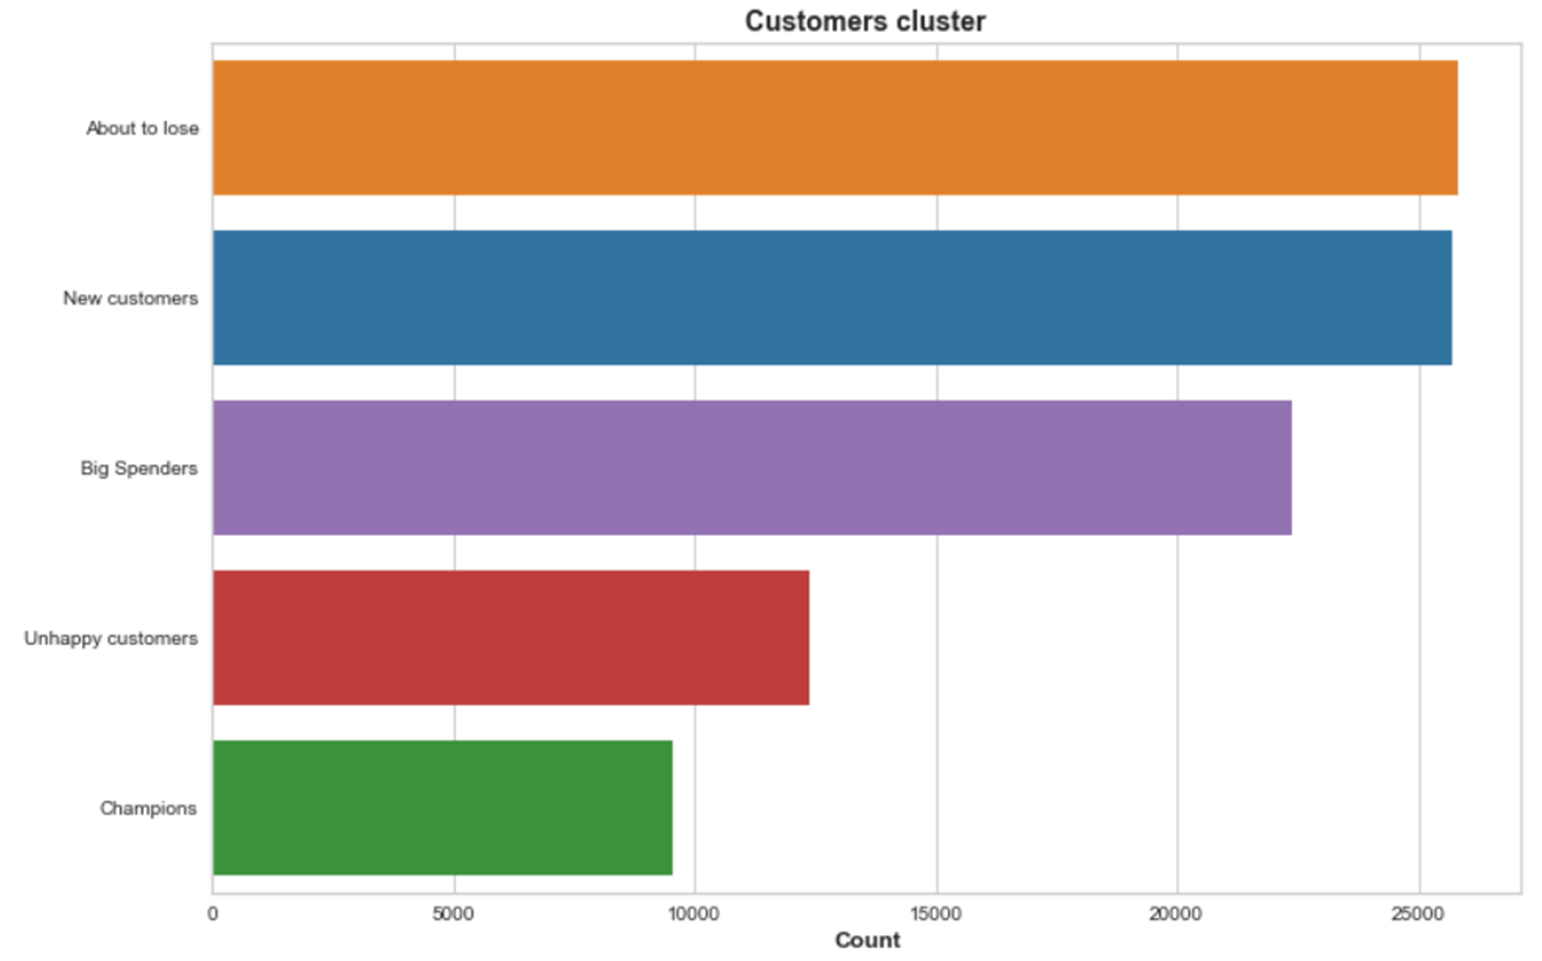 Customers cluster
About to lose
New customers
Big Spenders
Unhappy customers
Champions
0 5000 10000 15000 20000 25000
Count